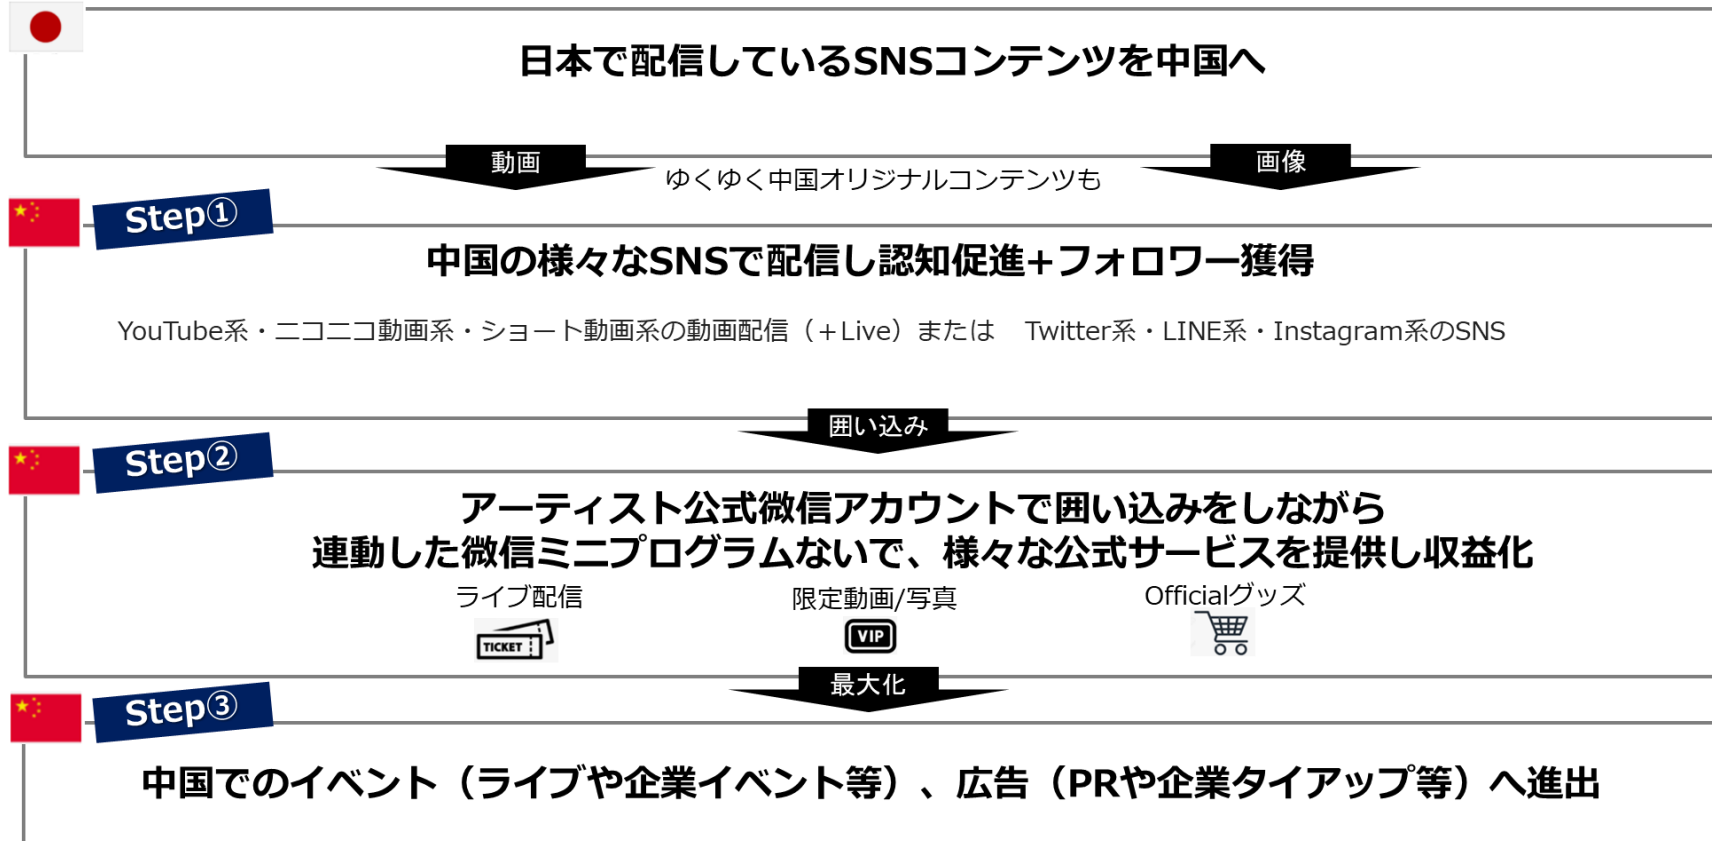 日本で配信しているSNSコンテンツを中国へ
動画
画像
ゆくゆく中国オリジナルコンテンツも
Step①
中国の様々なSNSで配信し認知促進+フォロワー獲得
YouTube系・ニコニコ動画系・ショート動画系の動画配信（＋Live）または　Twitter系・LINE系・Instagram系のSNS
囲い込み
Step②
アーティスト公式微信アカウントで囲い込みをしながら
連動した微信ミニプログラムないで、様々な公式サービスを提供し収益化
ライブ配信
限定動画/写真
Officialグッズ
TICKET
VIP
最大化
Step③
中国でのイベント（ライブや企業イベント等）、広告（PRや企業タイアップ等）へ進出